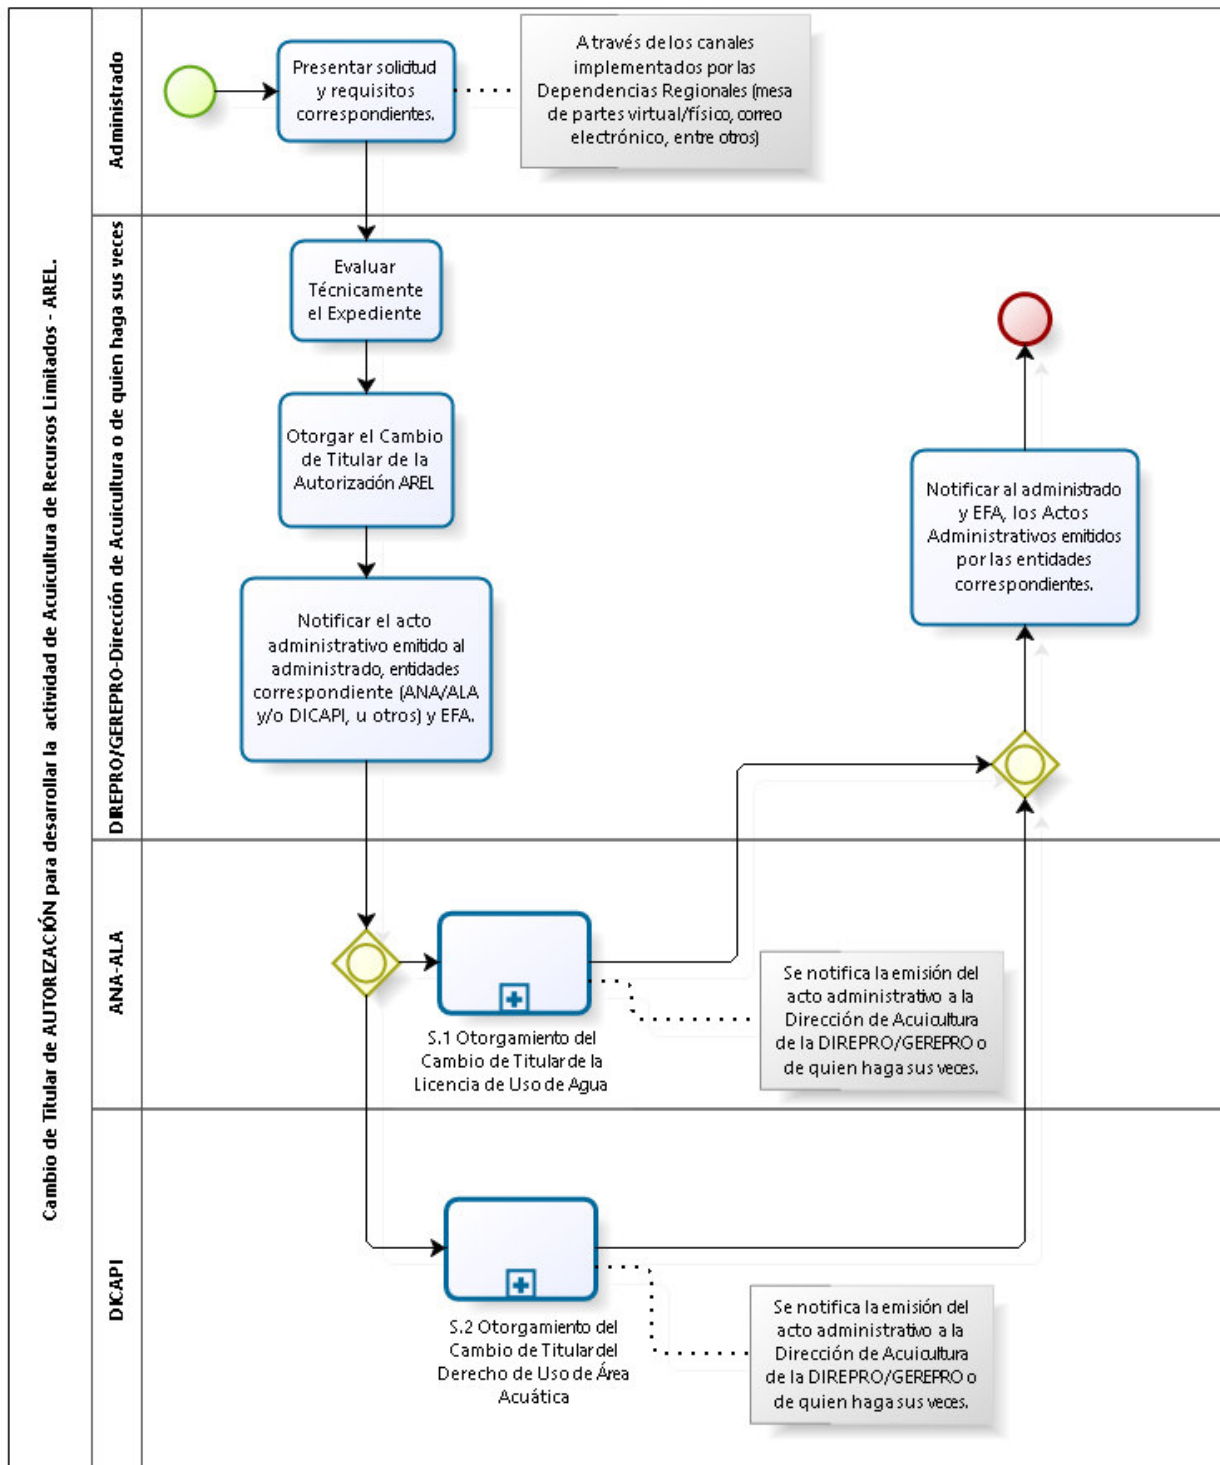 Cambio de Titular de AUTORIZACIÓN para desarrollar la actividad de Acuicultura de Recursos Limitados - AREL.
Administrado
Presentar solicitud
y requisitos
correspondientes.
A través de los canales
implementados por las
Dependencias Regionales (mesa
de partes virtual/físico, correo
electrónico, entre otros)
DIREPRO/GEREPRO-Dirección de Acuicultura o de quien haga sus veces
Evaluar
Técnicamente
el Expediente
Otorgar el Cambio
de Titular de la
Autorización AREL
Notificar el acto
administrativo emitido al
administrado, entidades
correspondiente (ANA/ALA
y/o DICAPI, u otros) y EFA.
Notificar al administrado
y EFA, los Actos
Administrativos emitidos
por las entidades
correspondientes.
ANA-ALA
S.1 Otorgamiento del
Cambio de Titular de la
Licencia de Uso de Agua
Se notifica la emisión del
acto administrativo a la
Dirección de Acuicultura
de la DIREPRO/GEREPRO o
de quien haga sus veces.
DICAPI
S.2 Otorgamiento del
Cambio de Titular del
Derecho de Uso de Área
Acuática
Se notifica la emisión del
acto administrativo a la
Dirección de Acuicultura
de la DIREPRO/GEREPRO o
de quien haga sus veces.